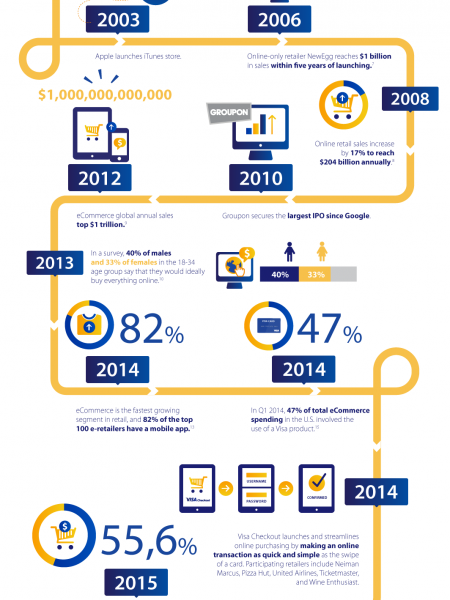 2003
2006
Apple launches iTunes store.
Online-only retailer NewEgg reaches $1 billion
in sales within five years of launching.
$1,000,000,000,000
GROUPON
2008
Online retail sales increase
by 17% to reach
$204 billion annually.
2012
2010
eCommerce global annual sales
top $1 trillion.
Groupon secures the largest IPO since Google.
2013
In a survey, 40% of males
and 33% of females in the 18-34
age group say that they would ideally
buy everything online.
$
40%
33%
82%
47%
2014
2014
eCommerce is the fastest growing
segment in retail, and 82% of the top
100 e-retailers have a mobile app.
In Q1 2014, 47% of total eCommerce
spending in the U.S. involved the
use of a Visa product.
VISA Checkout
USERNAME
PASSWORD
CONFIRMED
2014
$
55,6%
2015
Visa Checkout launches and streamlines
online purchasing by making an online
transaction as quick and simple as the swipe
of a card. Participating retailers include Neiman
Marcus, Pizza Hut, United Airlines, Ticketmaster,
and Wine Enthusiast.